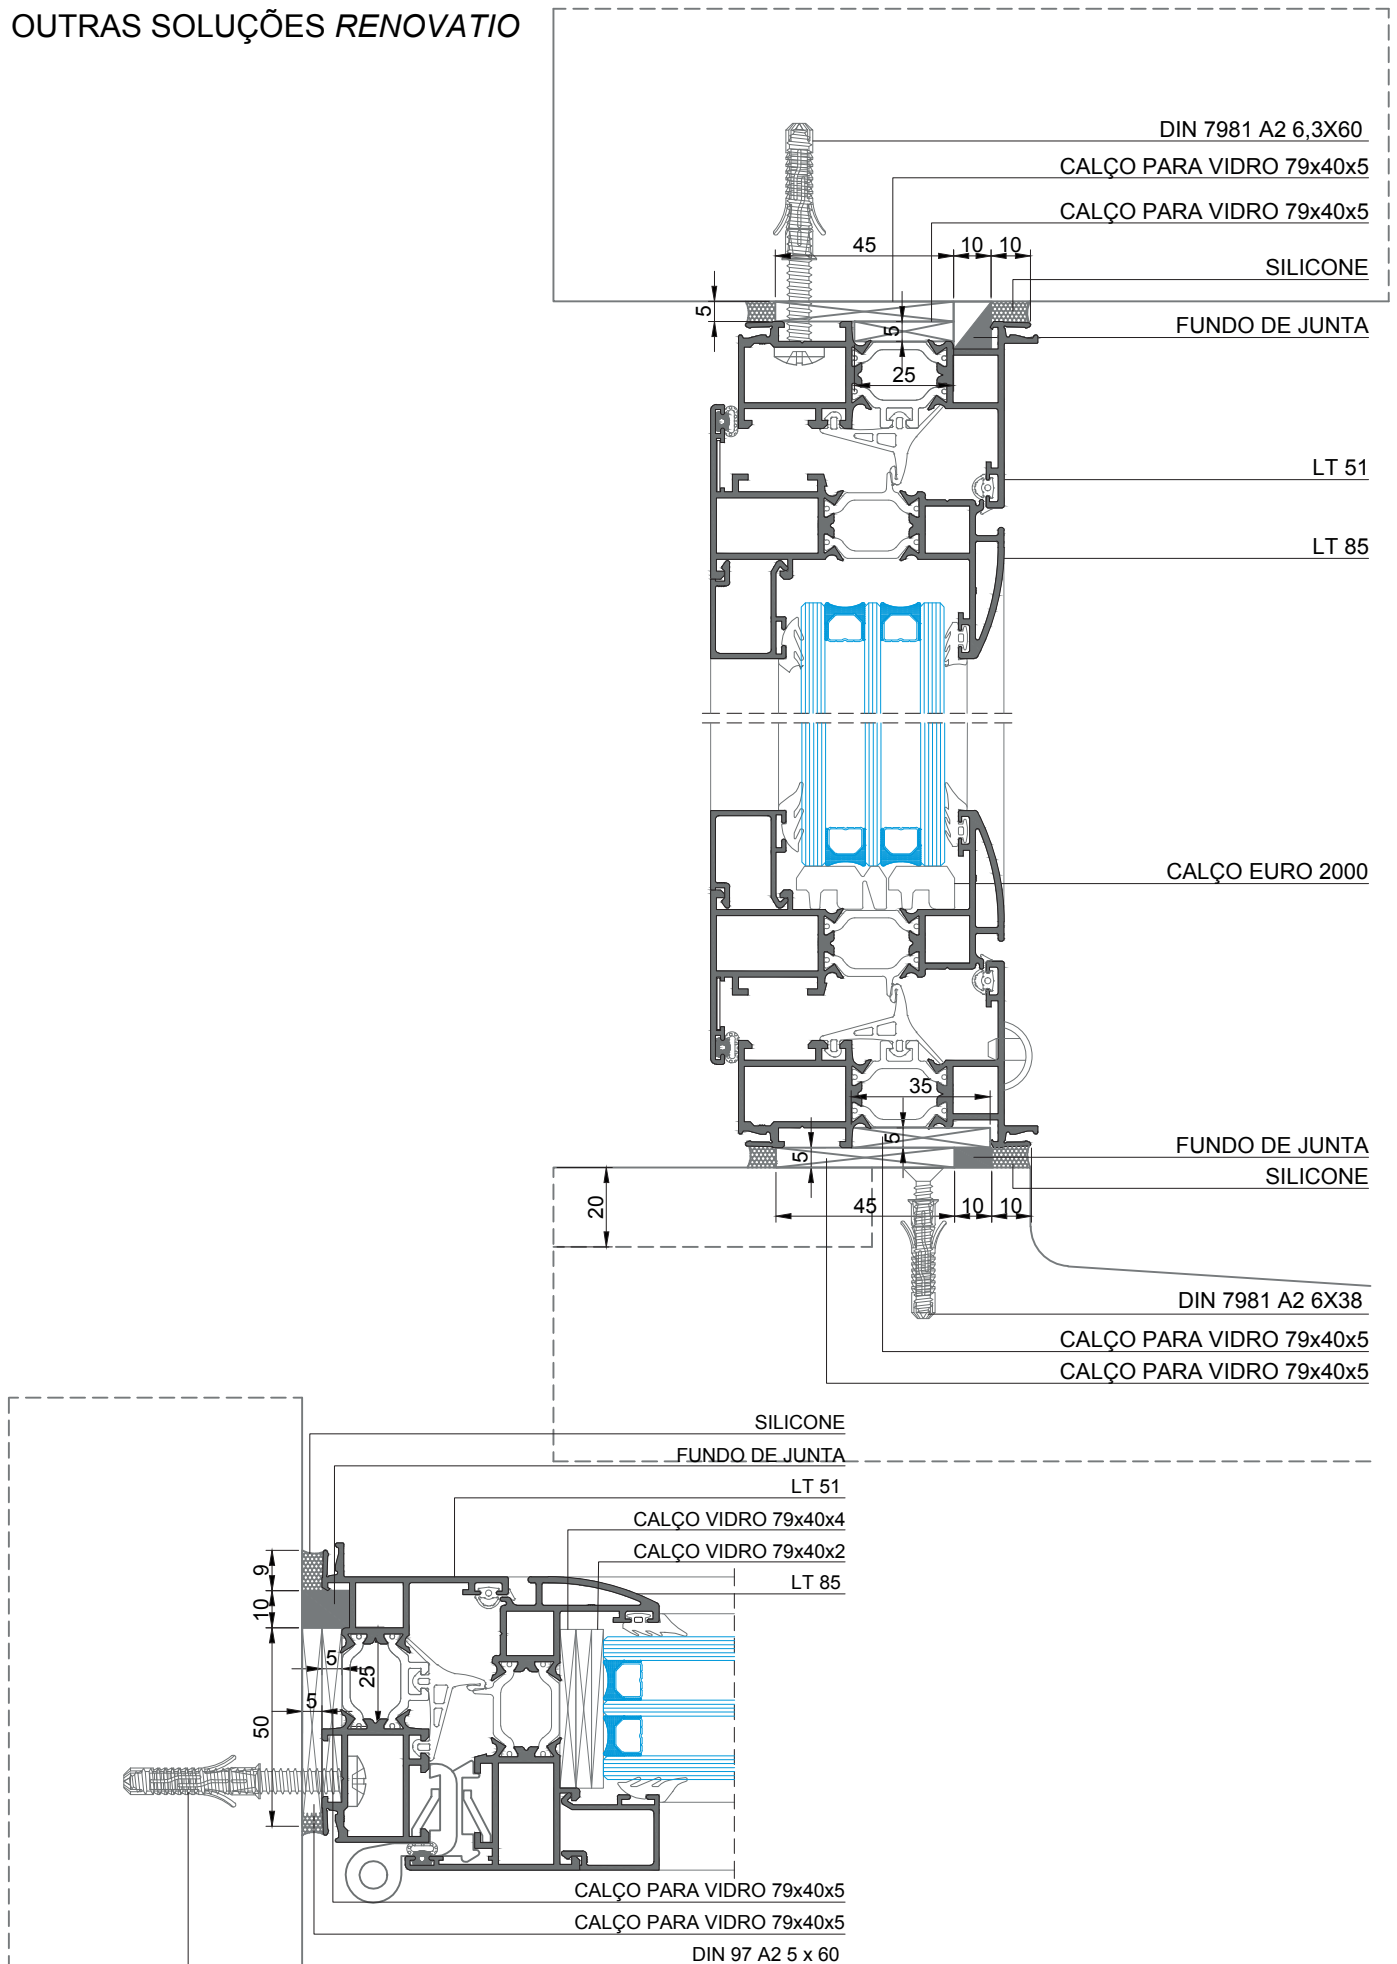 OUTRAS SOLUÇÕES RENOVATIO
DIN 7981 A2 6,3X60
CALÇO PARA VIDRO 79x40x5
CALÇO PARA VIDRO 79x40x5
45
10
10
SILICONE
5
FUNDO DE JUNTA
5
25
LT 51
LT 85
CALÇO EURO 2000
35
5
FUNDO DE JUNTA
5
SILICONE
20
45
10
10
DIN 7981 A2 6X38
CALÇO PARA VIDRO 79x40x5
CALÇO PARA VIDRO 79x40x5
SILICONE
FUNDO DE JUNTA
LT 51
CALÇO VIDRO 79x40x4
CALÇO VIDRO 79x40x2
9
LT 85
10
5
25
5
50
CALÇO PARA VIDRO 79x40x5
CALÇO PARA VIDRO 79x40x5
DIN 97 A2 5 x 60